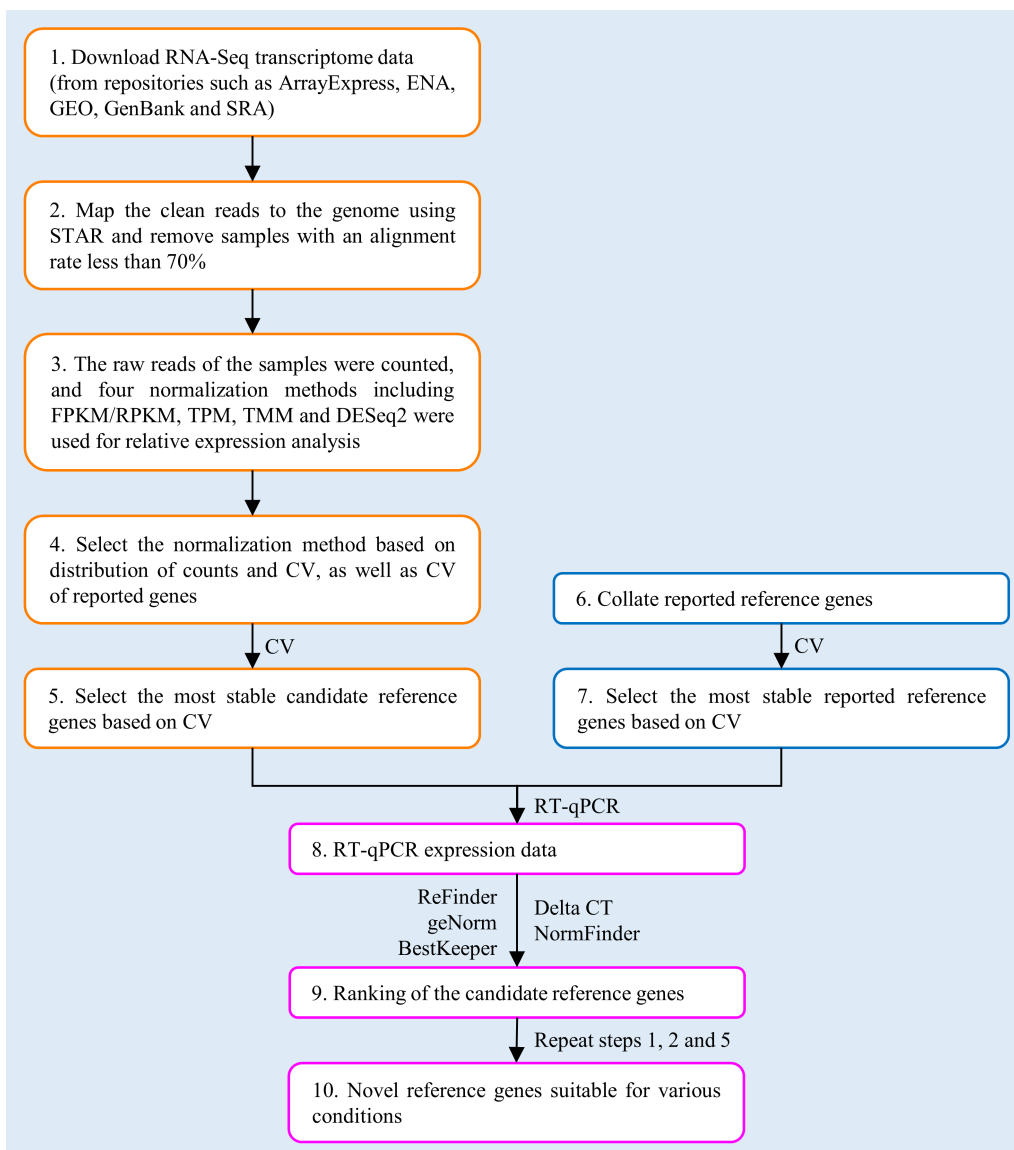 1. Download RNA-Seq transcriptome data
(from repositories such as ArrayExpress, ENA,
GEO, GenBank and SRA)
2. Map the clean reads to the genome using
STAR and remove samples with an alignment
rate less than 70%
3. The raw reads of the samples were counted,
and four normalization methods including
FPKM/RPKM, TPM, TMM and DESeq2 were
used for relative expression analysis
4. Select the normalization method based on
distribution of counts and CV, as well as CV
of reported genes
CV
5. Select the most stable candidate reference
genes based on CV
6. Collate reported reference genes
CV
7. Select the most stable reported reference
genes based on CV
RT-qPCR
8. RT-qPCR expression data
ReFinder
geNorm
BestKeeper
Delta CT
NormFinder
9. Ranking of the candidate reference genes
Repeat steps 1, 2 and 5
10. Novel reference genes suitable for various
conditions